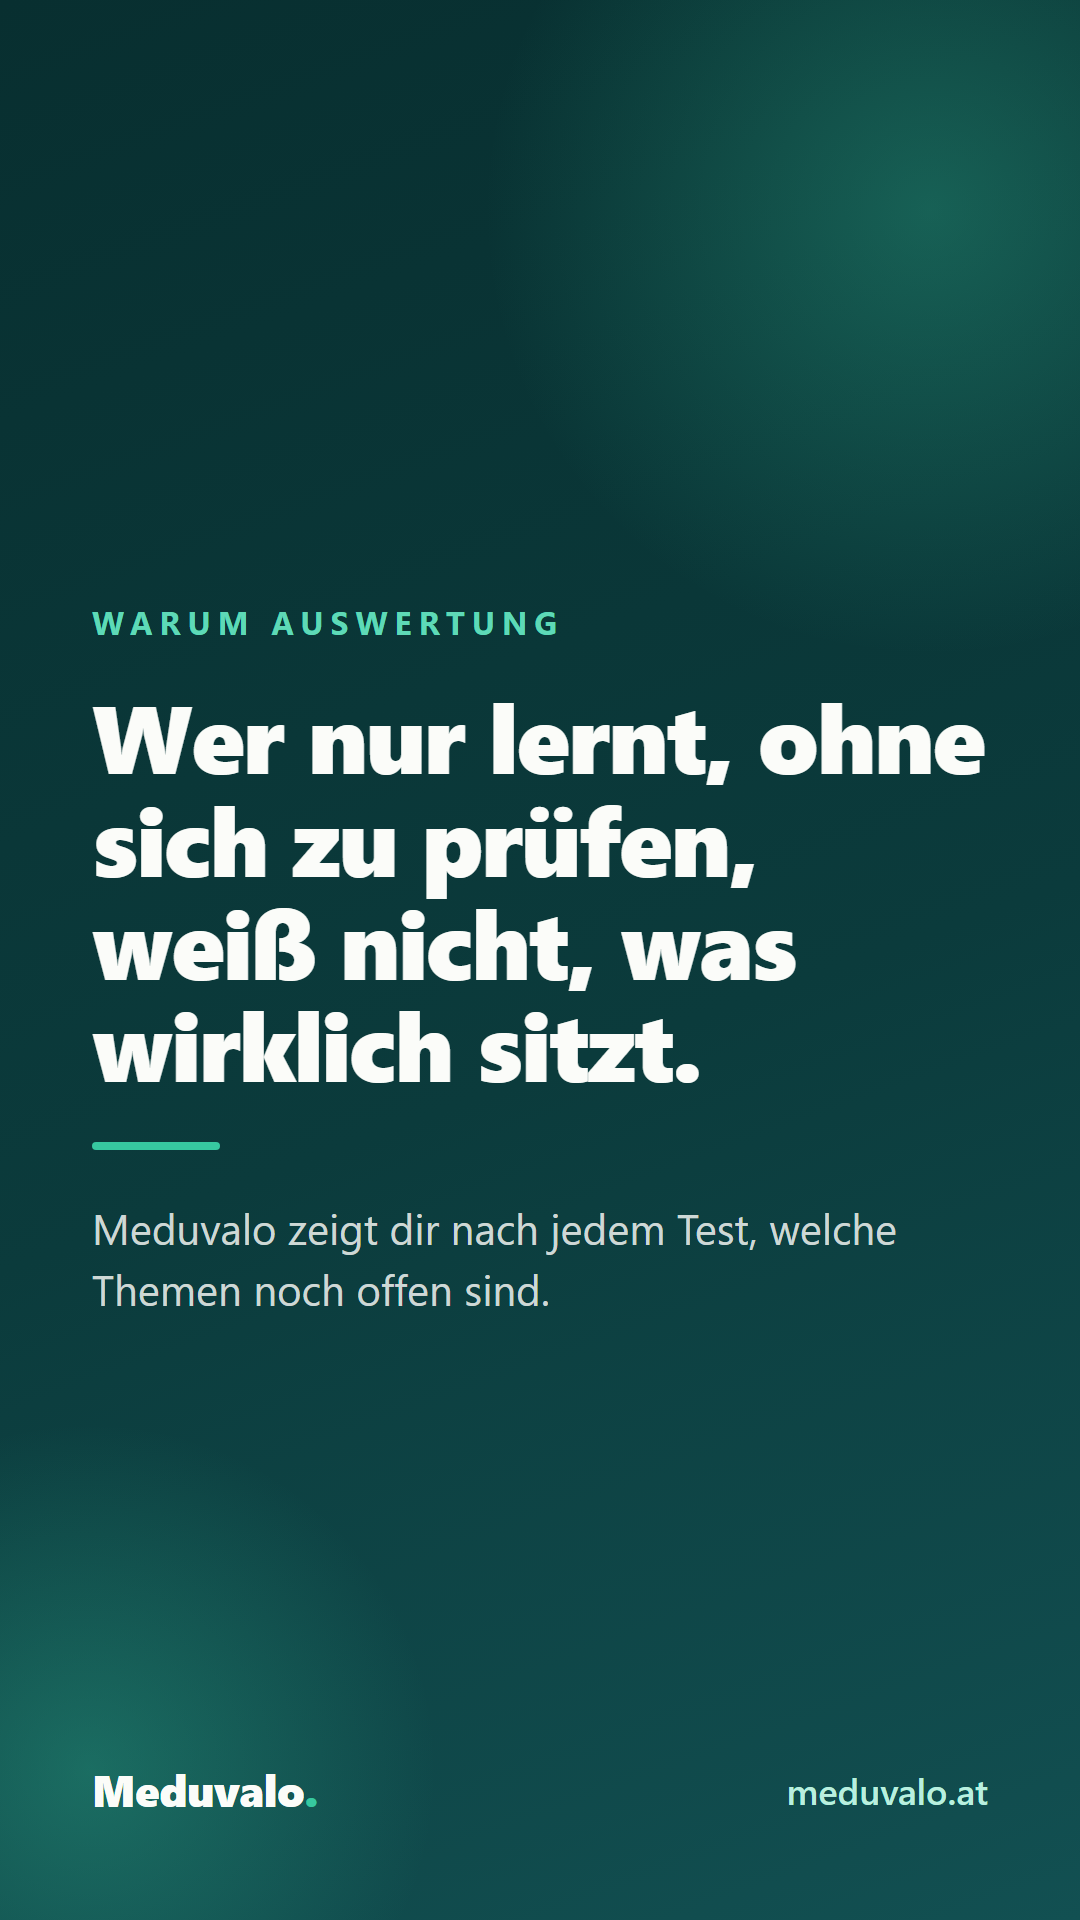 WARUM AUSWERTUNG
Wer nur lernt, ohne
sich zu prüfen,
weiß nicht, was
wirklich sitzt.
Meduvalo zeigt dir nach jedem Test, welche
Themen noch offen sind.
Meduvalo.
meduvalo.at